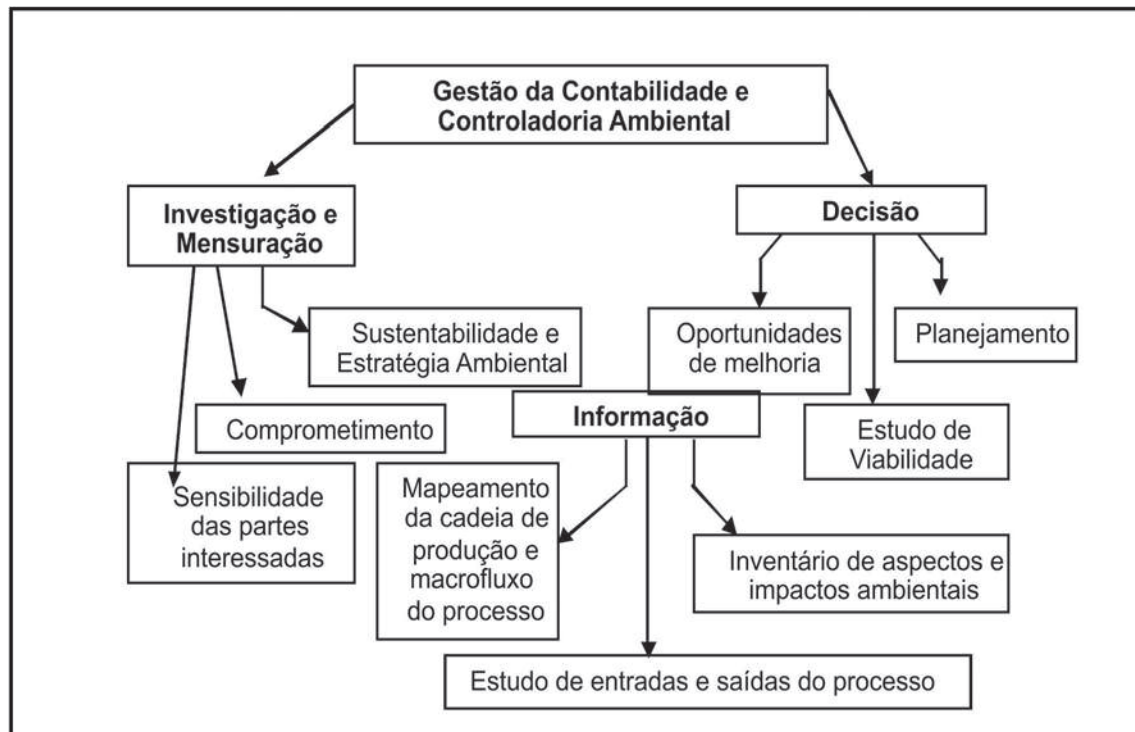 Gestão da Contabilidade e
Controladoria Ambiental
Investigação e
Mensuração
Decisão
Sustentabilidade e
Estratégia Ambiental
Oportunidades
de melhoria
Planejamento
Informação
Comprometimento
Estudo de
Viabilidade
Sensibilidade
das partes
interessadas
Mapeamento
da cadeia de
produção e
macrofluxo
do processo
Inventário de aspectos e
impactos ambientais
Estudo de entradas e saídas do processo